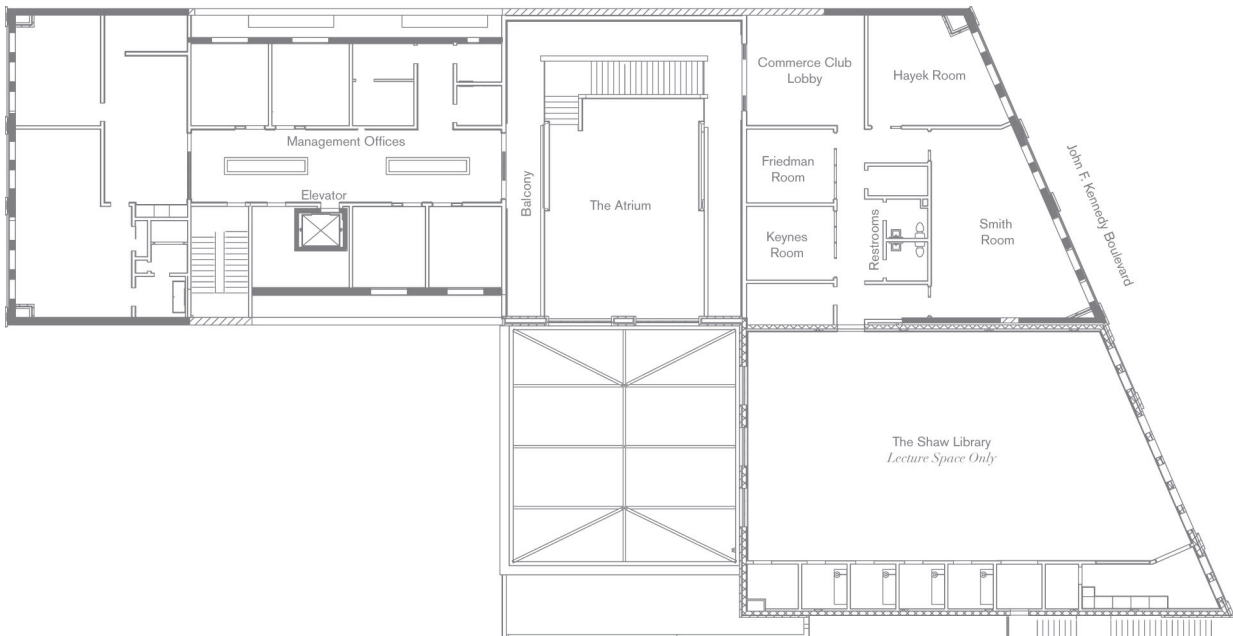 Commerce Club
Lobby
Hayek Room
Management Offices
Friedman
Room
John F. Kennedy Boulevard
Elevator
Balcony
The Atrium
Keynes
Room
Restrooms
Smith
Room
The Shaw Library
Lecture Space Only